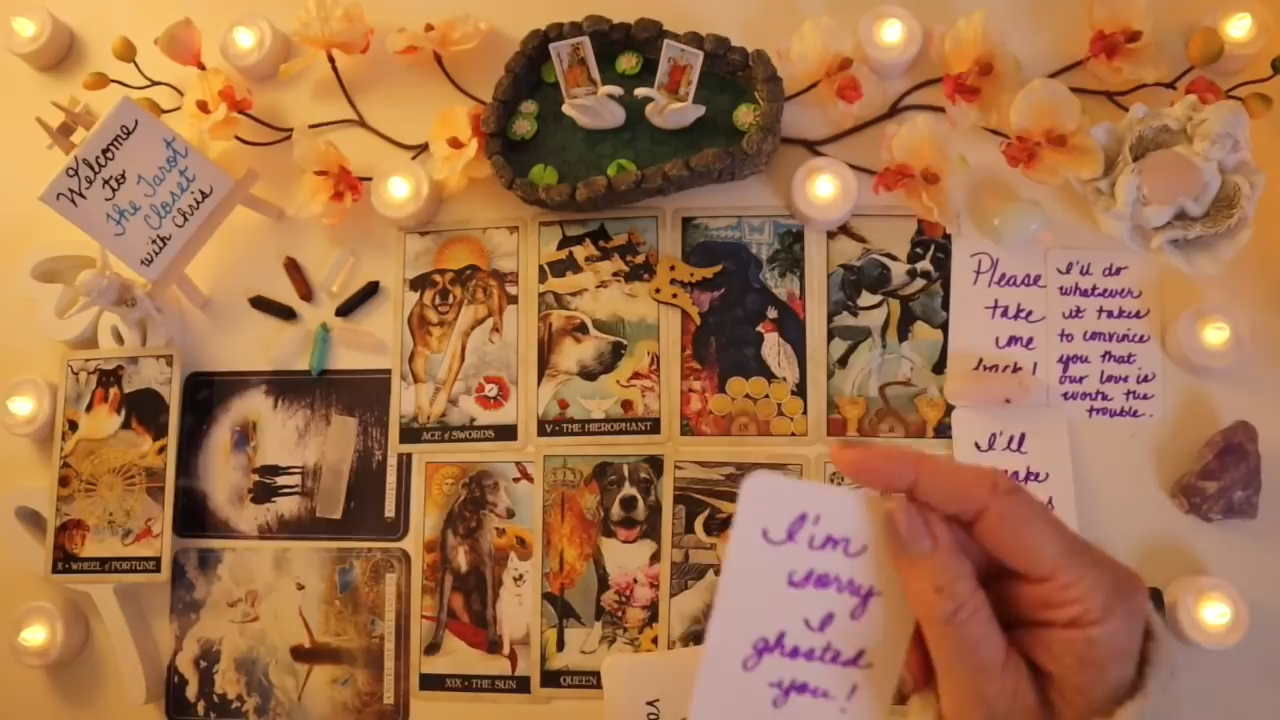 Welcome
to
the Tarot
Closet
with Chris
ACE OF SWORDS
V • THE HIEROPHANT
Please
take
me
back!
I'll do
whatever
it takes
to convince
you that
our love is
worth the
trouble.
I'll
X • WHEEL OF FORTUNE
XIX • THE SUN
QUEEN
I'm
sorry
I
ghosted
you!